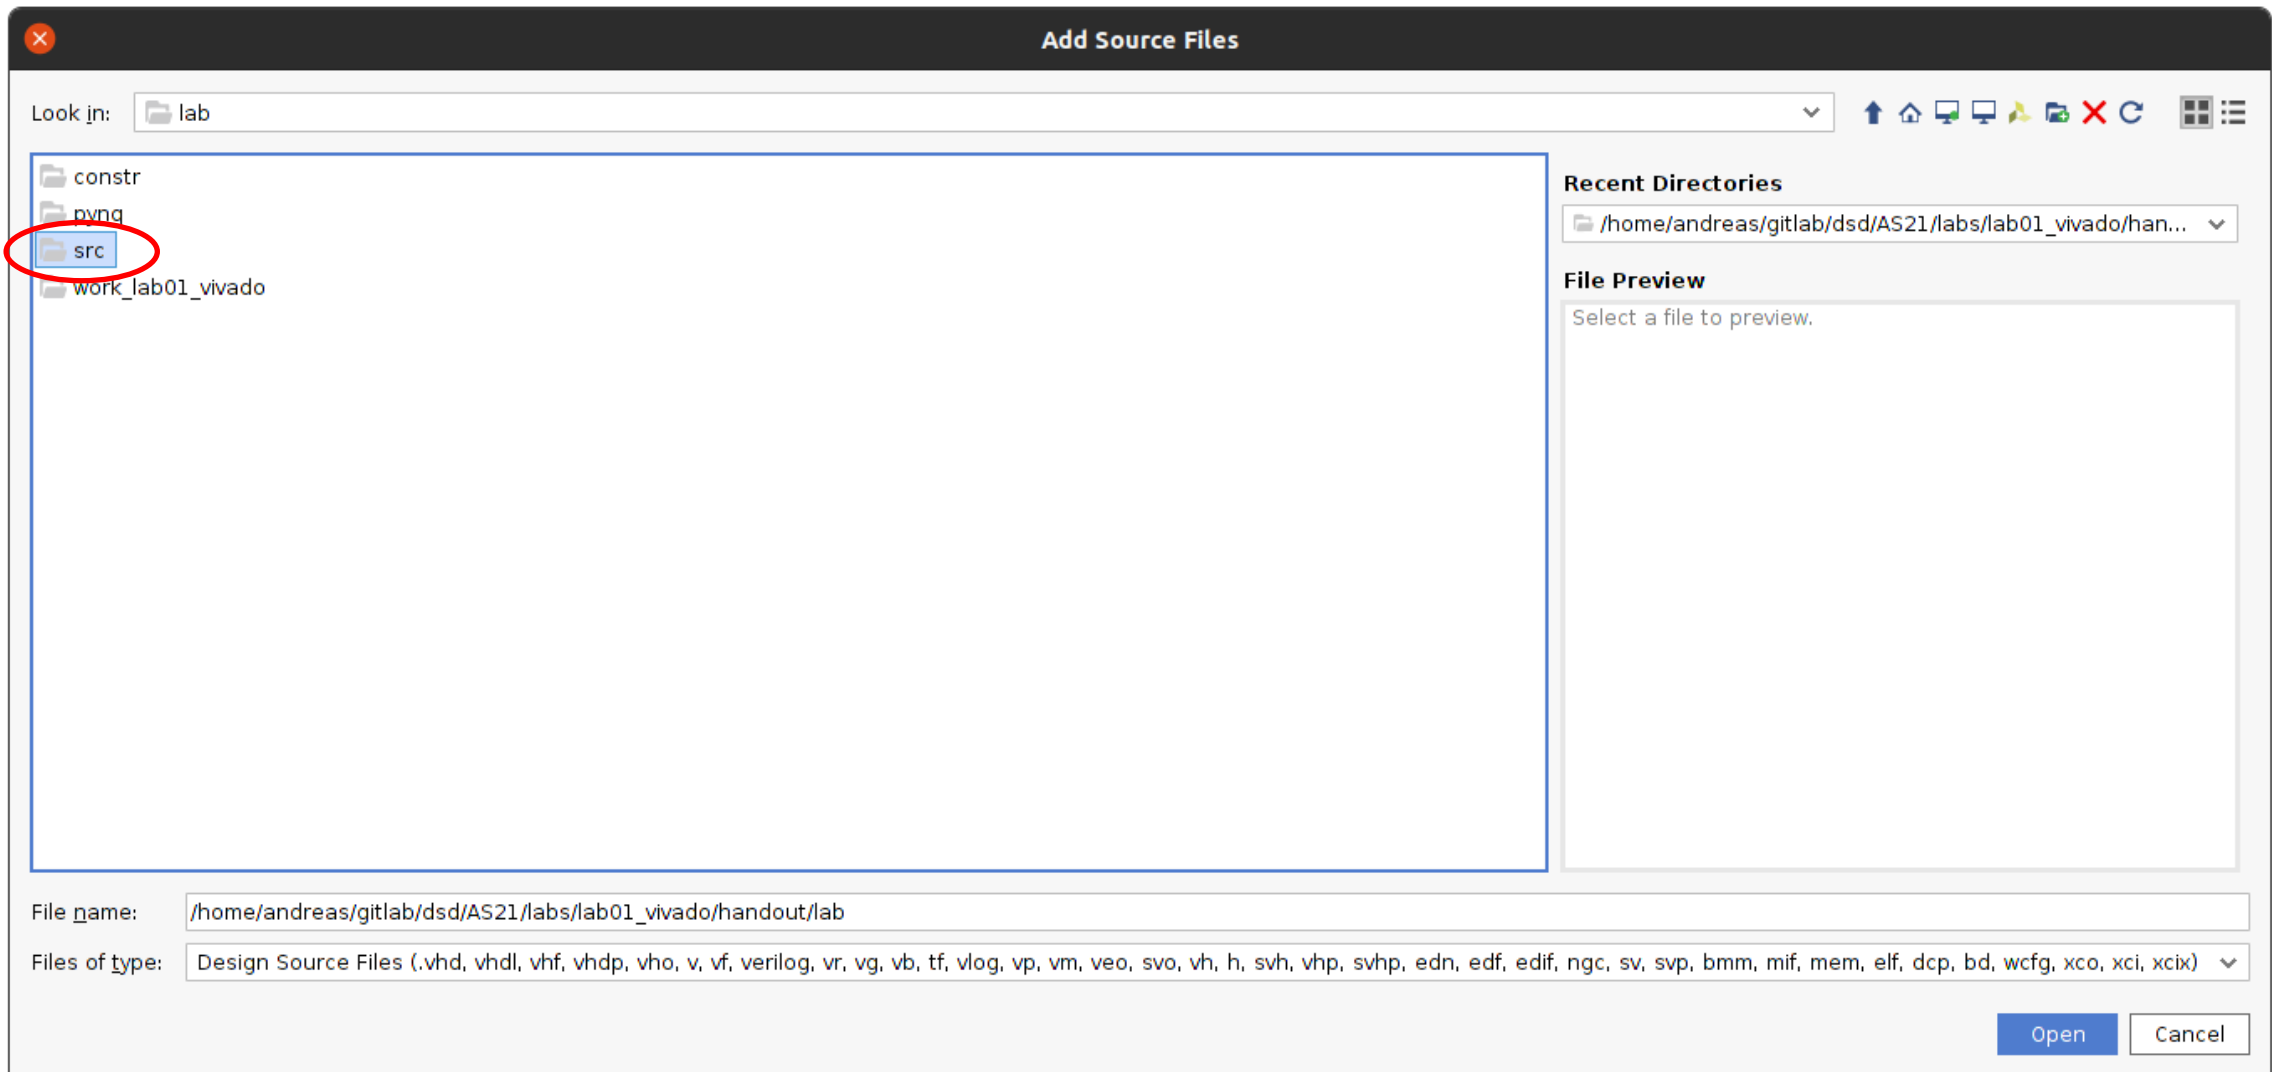 Add Source Files
Look in: lab
constr
pynq
src
work_lab01_vivado
Recent Directories
/home/andreas/gitlab/dsd/AS21/labs/lab01_vivado/han...
File Preview
Select a file to preview.
File name: /home/andreas/gitlab/dsd/AS21/labs/lab01_vivado/handout/lab
Files of type: Design Source Files (.vhd, vhdl, vhf, vhdp, vho, v, vf, verilog, vr, vg, vb, tf, vlog, vp, vm, veo, svo, vh, h, svh, vhp, svhp, edn, edf, edif, ngc, sv, svp, bmm, mif, mem, elf, dcp, bd, wcfg, xco, xci, xcix)
Open Cancel